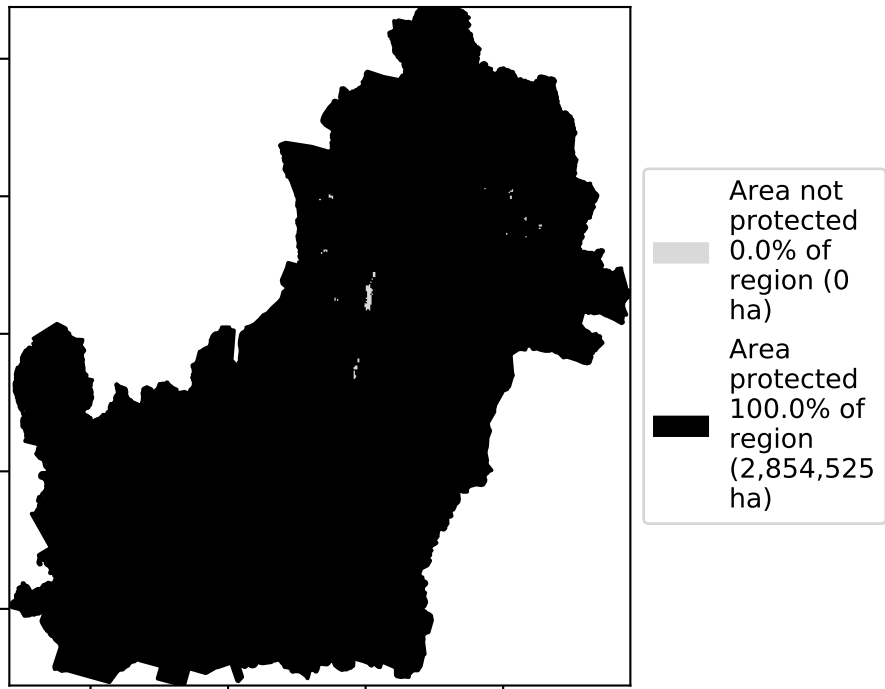 Area not
protected
0.0% of
region (0
ha)
Area
protected
100.0% of
region
(2,854,525
ha)